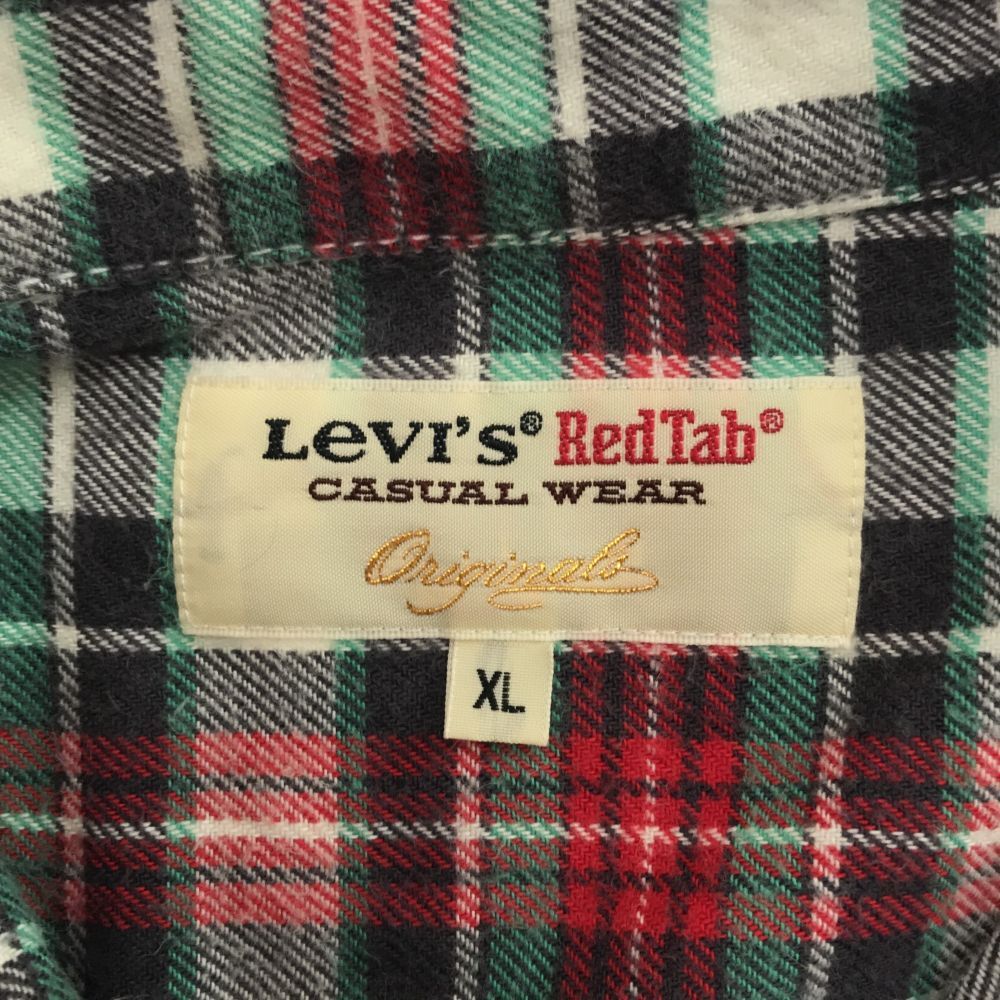 Levi's® RedTab®
CASUAL WEAR
Originals
XL